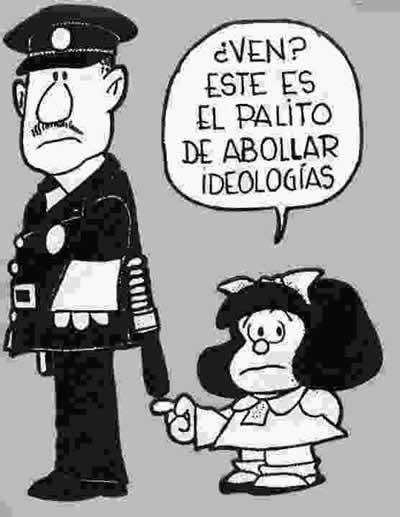 ¿VEN?
ESTE ES
EL PALITO
DE ABOLLAR
IDEOLOGÍAS